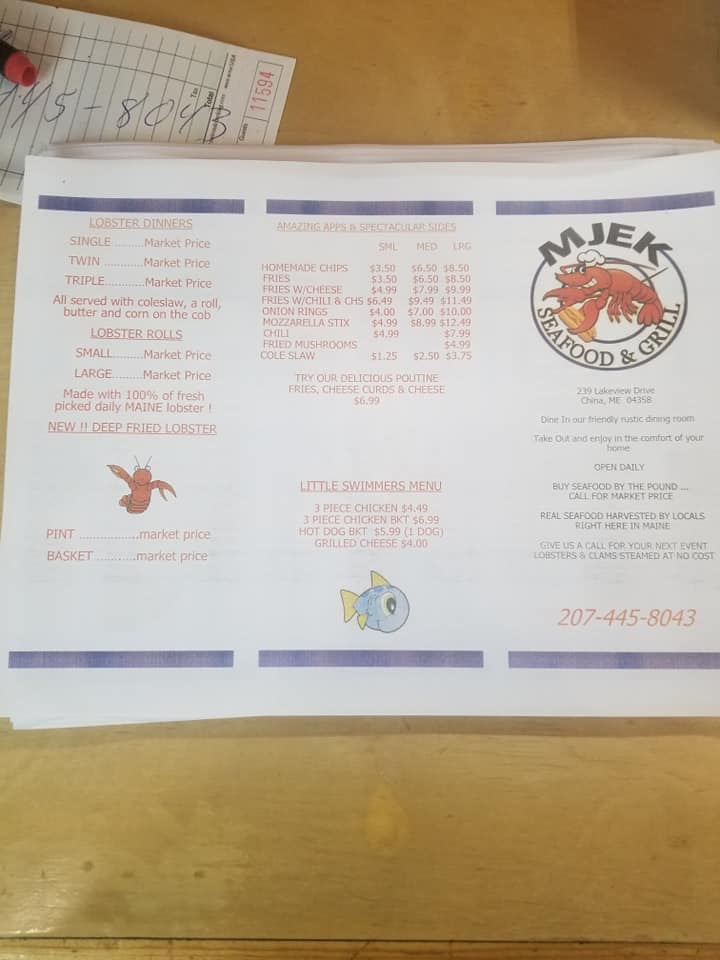 445-8043
Tax
Total
Guests
11594
LOBSTER DINNERS
SINGLE .........Market Price
TWIN ............Market Price
TRIPLE...........Market Price
All served with coleslaw, a roll,
butter and corn on the cob
LOBSTER ROLLS
SMALL.........Market Price
LARGE.........Market Price
Made with 100% of fresh
picked daily MAINE lobster !
NEW !! DEEP FRIED LOBSTER
PINT .................market price
BASKET ............market price
AMAZING APPS & SPECTACULAR SIDES
SML MED LRG
HOMEMADE CHIPS $3.50 $6.50 $8.50
FRIES $3.50 $6.50 $8.50
FRIES W/CHEESE $4.99 $7.99 $9.99
FRIES W/CHILI & CHS $6.49 $9.49 $11.49
ONION RINGS $4.00 $7.00 $10.00
MOZZARELLA STIX $4.99 $8.99 $12.49
CHILI $4.99 $7.99
FRIED MUSHROOMS $4.99
COLE SLAW $1.25 $2.50 $3.75
TRY OUR DELICIOUS POUTINE
FRIES, CHEESE CURDS & CHEESE
$6.99
LITTLE SWIMMERS MENU
3 PIECE CHICKEN $4.49
3 PIECE CHICKEN BKT $6.99
HOT DOG BKT $5.99 (1 DOG)
GRILLED CHEESE $4.00
MJEK
SEAFOOD & GRILL
239 Lakeview Drive
China, ME 04358
Dine In our friendly rustic dining room
Take Out and enjoy in the comfort of your
home
OPEN DAILY
BUY SEAFOOD BY THE POUND ...
CALL FOR MARKET PRICE
REAL SEAFOOD HARVESTED BY LOCALS
RIGHT HERE IN MAINE
GIVE US A CALL FOR YOUR NEXT EVENT
LOBSTERS & CLAMS STEAMED AT NO COST
207-445-8043